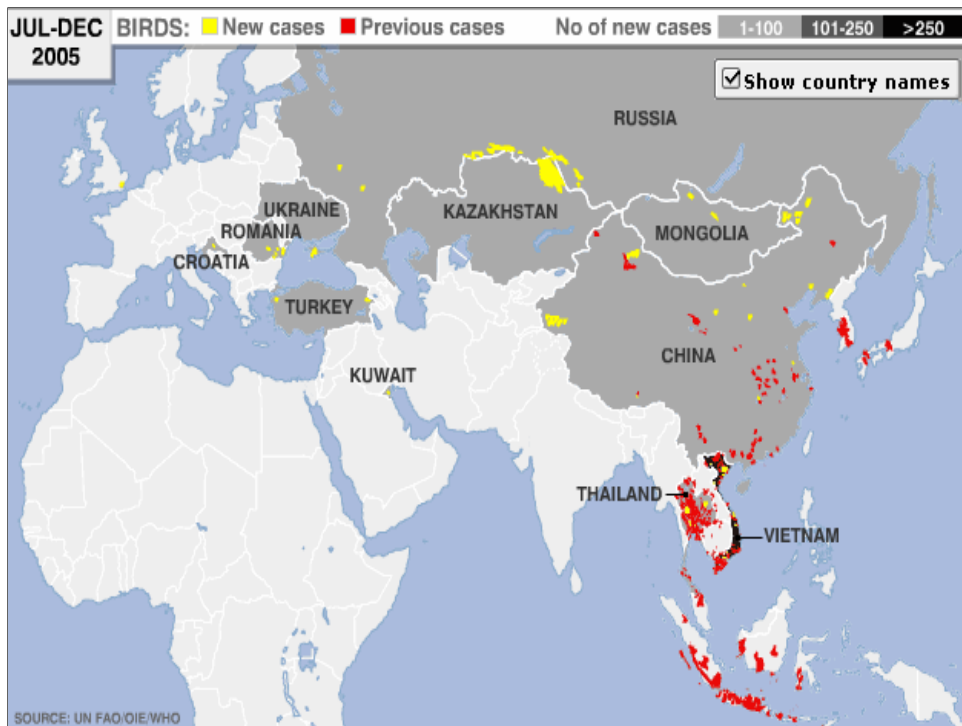 JUL-DEC
2005
BIRDS: New cases Previous cases No of new cases 1-100 101-250 >250
Show country names
RUSSIA
UKRAINE
KAZAKHSTAN
ROMANIA
MONGOLIA
CROATIA
TURKEY
CHINA
KUWAIT
THAILAND
VIETNAM
SOURCE: UN FAO/OIE/WHO